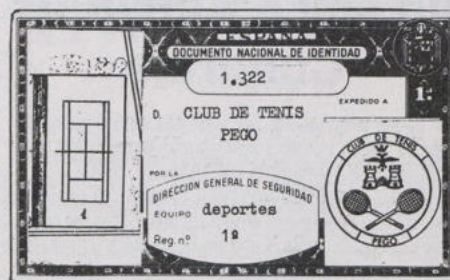 ESPAÑA
DOCUMENTO NACIONAL DE IDENTIDAD
1.322
EXPEDIDO A
1ª
D. CLUB DE TENIS
PEGO
POR LA
DIRECCION GENERAL DE SEGURIDAD
EQUIPO deportes
Reg. nº 1º
1
CLUB DE TENIS
PEGO